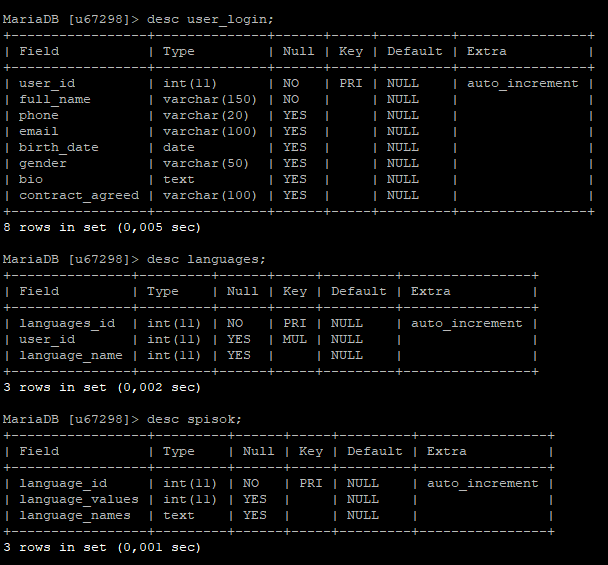 MariaDB [u67298]> desc user_login;
+-----------------+--------------+------+-----+---------+----------------+
| Field           | Type         | Null | Key | Default | Extra          |
+-----------------+--------------+------+-----+---------+----------------+
| user_id         | int(11)      | NO   | PRI | NULL    | auto_increment |
| full_name       | varchar(150) | NO   |     | NULL    |                |
| phone           | varchar(20)  | YES  |     | NULL    |                |
| email           | varchar(100) | YES  |     | NULL    |                |
| birth_date      | date         | YES  |     | NULL    |                |
| gender          | varchar(50)  | YES  |     | NULL    |                |
| bio             | text         | YES  |     | NULL    |                |
| contract_agreed | varchar(100) | YES  |     | NULL    |                |
+-----------------+--------------+------+-----+---------+----------------+
8 rows in set (0,005 sec)
MariaDB [u67298]> desc languages;
+---------------+---------+------+-----+---------+----------------+
| Field         | Type    | Null | Key | Default | Extra          |
+---------------+---------+------+-----+---------+----------------+
| languages_id  | int(11) | NO   | PRI | NULL    | auto_increment |
| user_id       | int(11) | YES  | MUL | NULL    |                |
| language_name | int(11) | YES  |     | NULL    |                |
+---------------+---------+------+-----+---------+----------------+
3 rows in set (0,002 sec)
MariaDB [u67298]> desc spisok;
+-----------------+---------+------+-----+---------+----------------+
| Field           | Type    | Null | Key | Default | Extra          |
+-----------------+---------+------+-----+---------+----------------+
| language_id     | int(11) | NO   | PRI | NULL    | auto_increment |
| language_values | int(11) | YES  |     | NULL    |                |
| language_names  | text    | YES  |     | NULL    |                |
+-----------------+---------+------+-----+---------+----------------+
3 rows in set (0,001 sec)